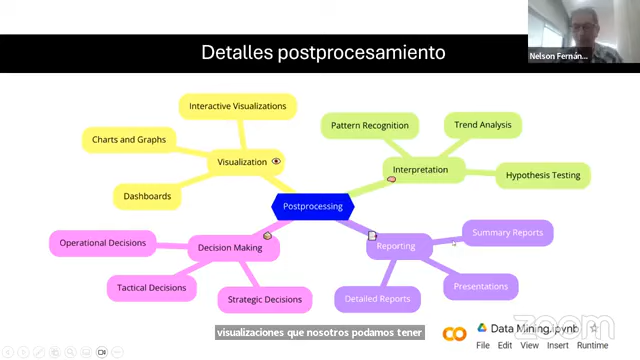 Detalles postprocesamiento
Nelson Fernán...
Interactive Visualizations
Charts and Graphs
Visualization
Dashboards
Pattern Recognition
Trend Analysis
Interpretation
Hypothesis Testing
Postprocessing
Operational Decisions
Decision Making
Tactical Decisions
Strategic Decisions
Summary Reports
Reporting
Presentations
Detailed Reports
visualizaciones que nosotros podamos tener
Data Mining.ipynb
File Edit View Insert Runtime
zoom